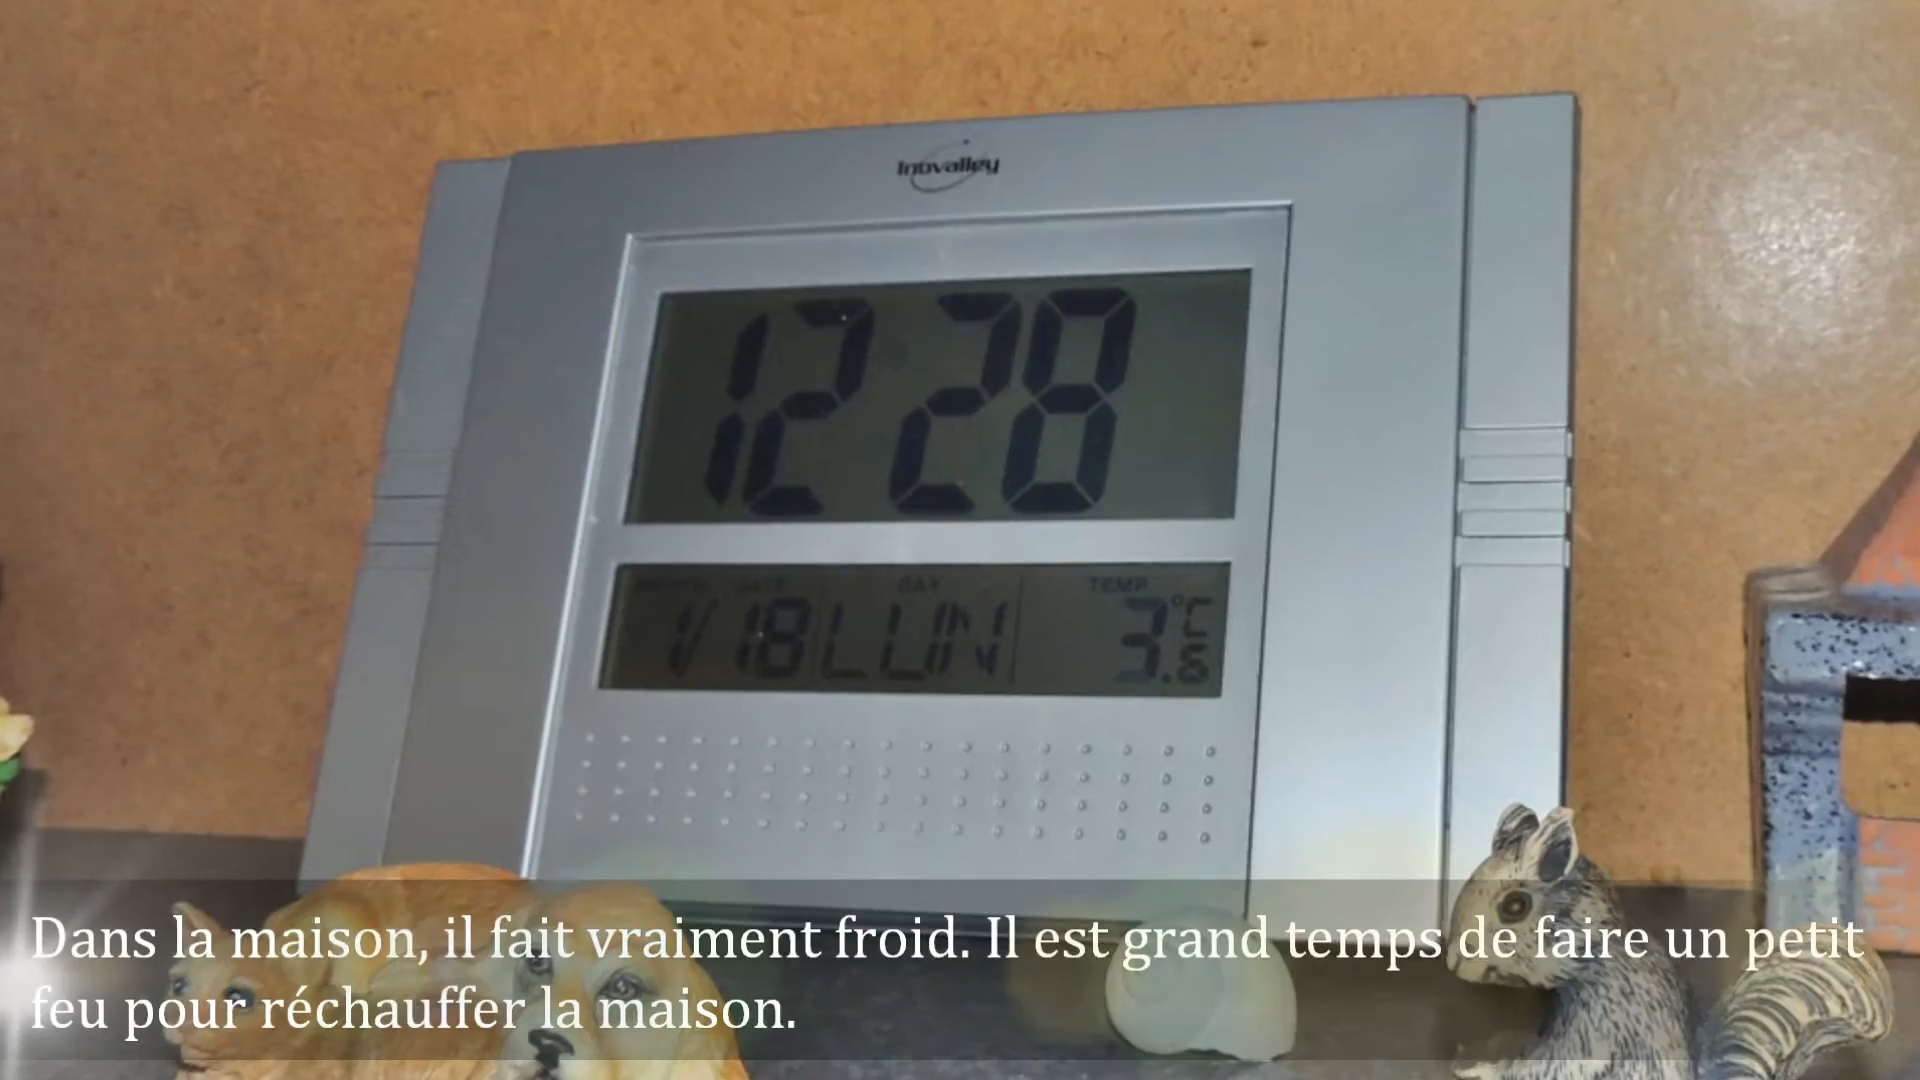 Inovalley
12 28
MONTH DATE DAY TEMP
1/18 LUN 3.8 °C
Dans la maison, il fait vraiment froid. Il est grand temps de faire un petit
feu pour réchauffer la maison.